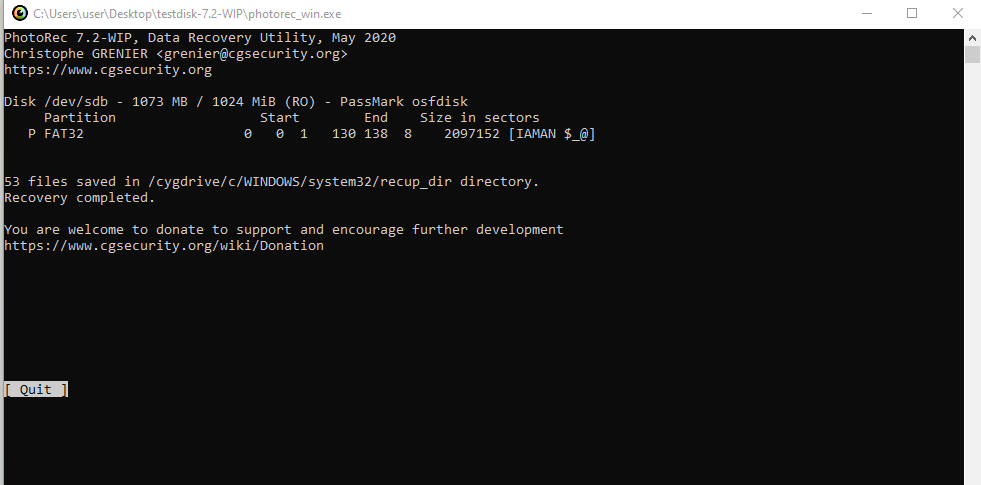 C:\Users\user\Desktop\testdisk-7.2-WIP\photorec_win.exe
PhotoRec 7.2-WIP, Data Recovery Utility, May 2020
Christophe GRENIER <grenier@cgsecurity.org>
https://www.cgsecurity.org
Disk /dev/sdb - 1073 MB / 1024 MiB (RO) - PassMark osfdisk
Partition Start End Size in sectors
P FAT32 0 0 1 130 138 8 2097152 [IAMAN $_@]
53 files saved in /cygdrive/c/WINDOWS/system32/recup_dir directory.
Recovery completed.
You are welcome to donate to support and encourage further development
https://www.cgsecurity.org/wiki/Donation
[ Quit ]